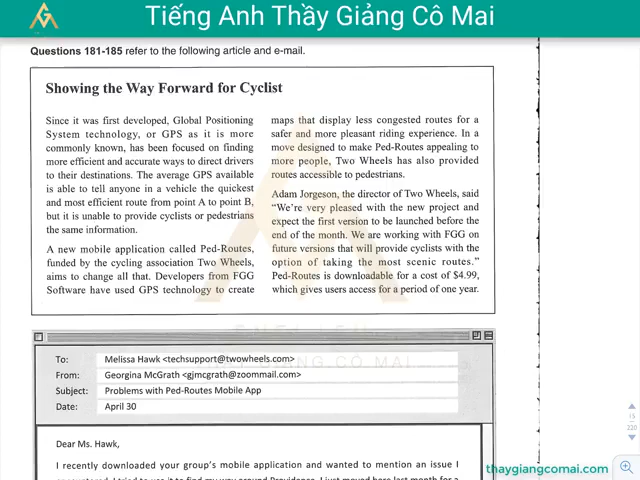 Tiếng Anh Thầy Giảng Cô Mai
Questions 181-185 refer to the following article and e-mail.
Showing the Way Forward for Cyclist
Since it was first developed, Global Positioning
System technology, or GPS as it is more
commonly known, has been focused on finding
more efficient and accurate ways to direct drivers
to their destinations. The average GPS available
is able to tell anyone in a vehicle the quickest
and most efficient route from point A to point B,
but it is unable to provide cyclists or pedestrians
the same information.
A new mobile application called Ped-Routes,
funded by the cycling association Two Wheels,
aims to change all that. Developers from FGG
Software have used GPS technology to create
maps that display less congested routes for a
safer and more pleasant riding experience. In a
move designed to make Ped-Routes appealing to
more people, Two Wheels has also provided
routes accessible to pedestrians.
Adam Jorgeson, the director of Two Wheels, said
“We're very pleased with the new project and
expect the first version to be launched before the
end of the month. We are working with FGG on
future versions that will provide cyclists with the
option of taking the most scenic routes.”
Ped-Routes is downloadable for a cost of $4.99,
which gives users access for a period of one year.
To: Melissa Hawk <techsupport@twowheels.com>
From: Georgina McGrath <gjmcgrath@zoommail.com>
Subject: Problems with Ped-Routes Mobile App
Date: April 30
Dear Ms. Hawk,
I recently downloaded your group's mobile application and wanted to mention an issue I
thaygiangcomai.com
15
220